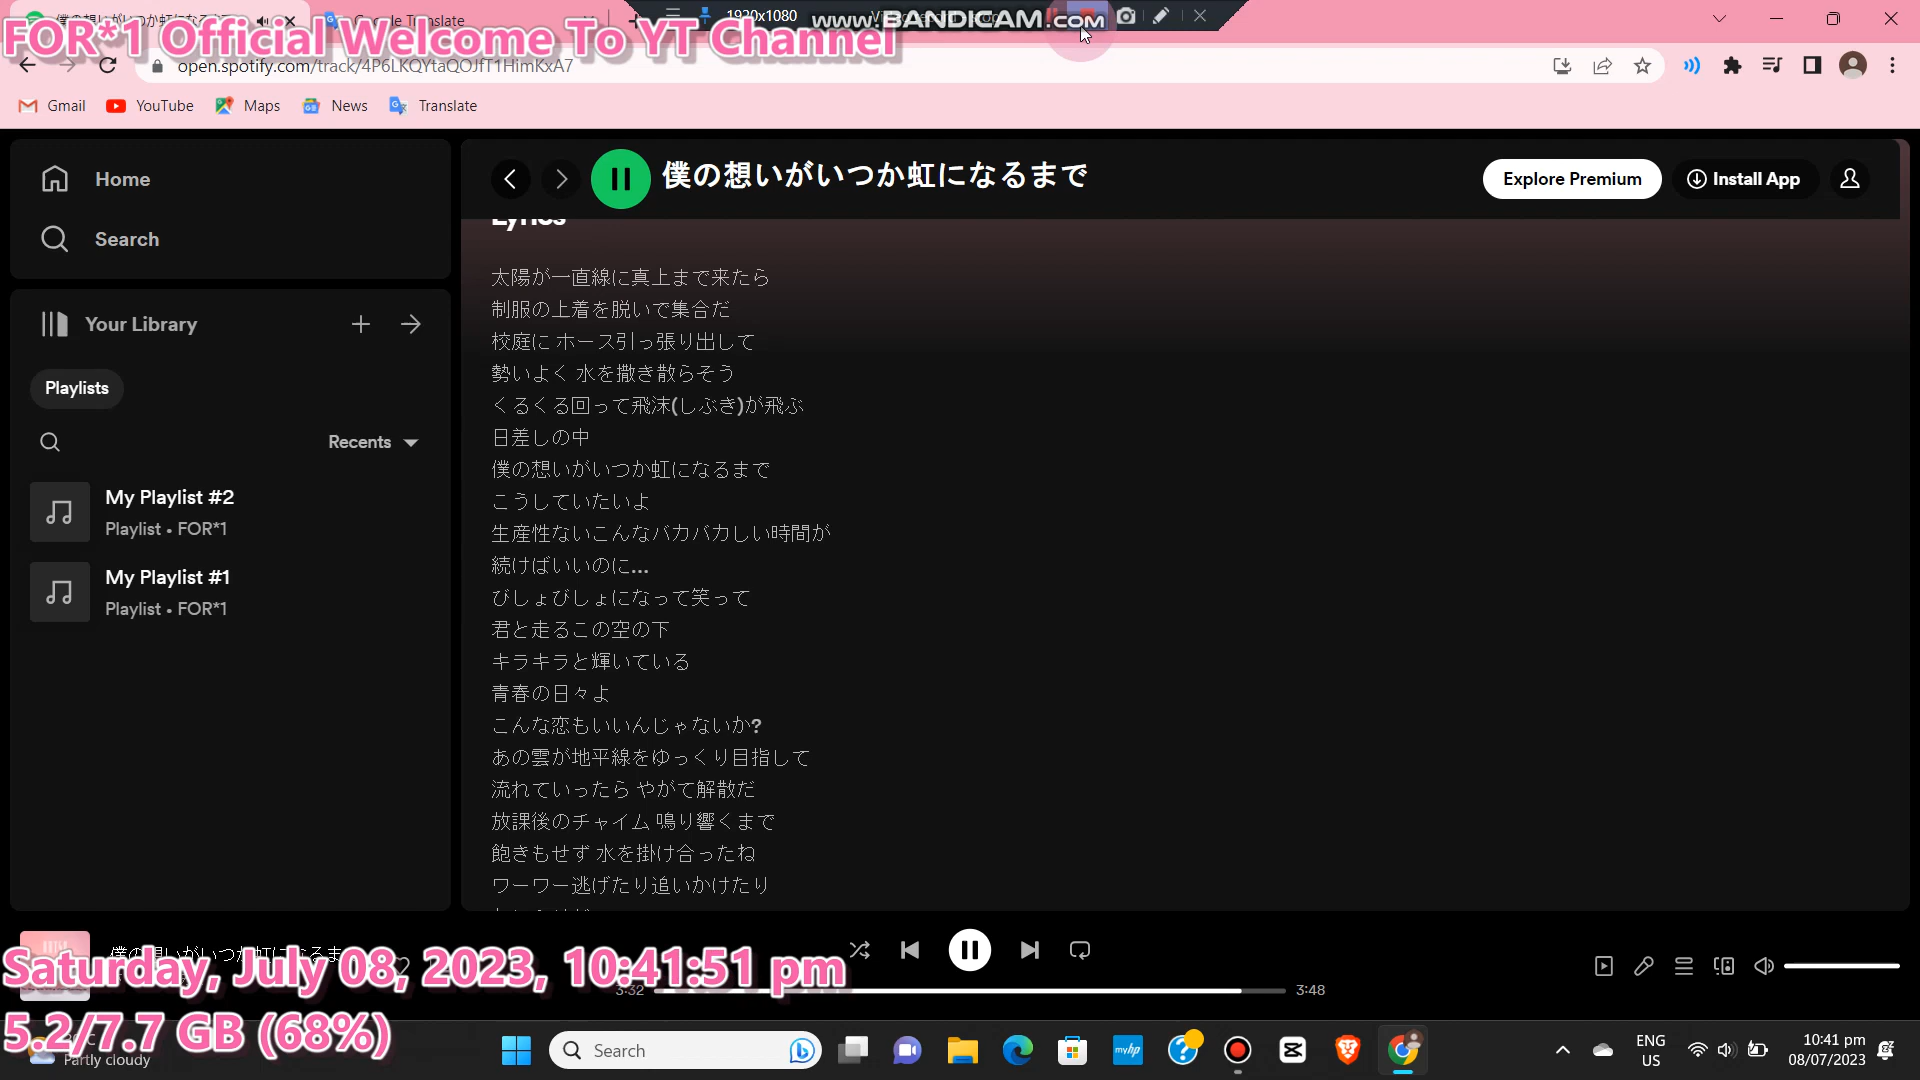 Google Translate
1920x1080
www.BANDICAM.com
FOR*1 Official Welcome To YT Channel
open.spotify.com/track/4P6LKQYtaQOJfT1HimKxA7
Gmail
YouTube
Maps
News
Translate
Home
Search
Your Library
Playlists
Recents
My Playlist #2
Playlist • FOR*1
My Playlist #1
Playlist • FOR*1
僕の想いがいつか虹になるまで
Explore Premium
Install App
Lyrics
太陽が一直線に真上まで来たら
制服の上着を脱いで集合だ
校庭に ホース引っ張り出して
勢いよく 水を撒き散らそう
くるくる回って飛沫(しぶき)が飛ぶ
日差しの中
僕の想いがいつか虹になるまで
こうしていたいよ
生産性ないこんなバカバカしい時間が
続けばいいのに...
びしょびしょになって笑って
君と走るこの空の下
キラキラと輝いている
青春の日々よ
こんな恋もいいんじゃないか?
あの雲が地平線をゆっくり目指して
流れていったら やがて解散だ
放課後のチャイム 鳴り響くまで
飽きもせず 水を掛け合ったね
ワーワー逃げたり追いかけたり
Saturday, July 08, 2023, 10:41:51 pm
3:32
3:48
5.2/7.7 GB (68%)
Partly cloudy
Search
myhp
ENG
US
10:41 pm
08/07/2023